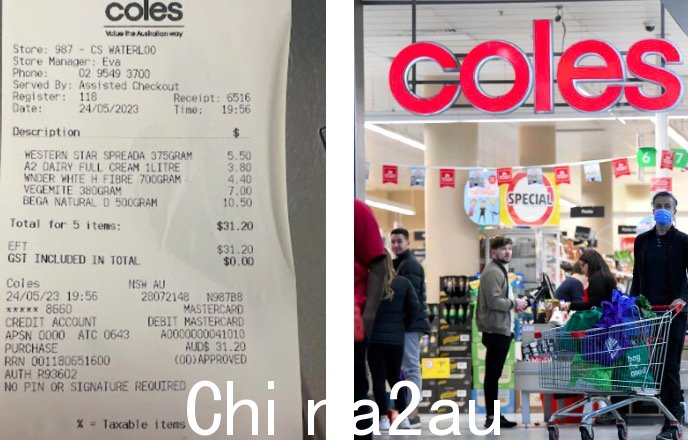 coles
Value the Australian way
Store: 987 - CS WATERLOO
Store Manager: Eva
Phone: 02 9549 3700
Served By: Assisted Checkout
Register: 118 Receipt: 6516
Date: 24/05/2023 Time: 19:56
Description $
WESTERN STAR SPREADA 375GRAM 5.50
A2 DAIRY FULL CREAM 1LITRE 3.80
WNDER WHTE H FIBRE 700GRAM 4.40
VEGEMITE 380GRAM 7.00
BEGA NATURAL D 500GRAM 10.50
Total for 5 items: $31.20
EFT $31.20
GST INCLUDED IN TOTAL $0.00
Coles NSW AU
24/05/23 19:56 28072148 N987B8
***** 8660 MASTERCARD
CREDIT ACCOUNT DEBIT MASTERCARD
APSN 0000 ATC 0643 A0000000041010
PURCHASE AUD$ 31.20
RRN 001180651600 (00)APPROVED
AUTH R93602
NO PIN OR SIGNATURE REQUIRED
% = Taxable items
coles
SPECIAL
6
7
China2au